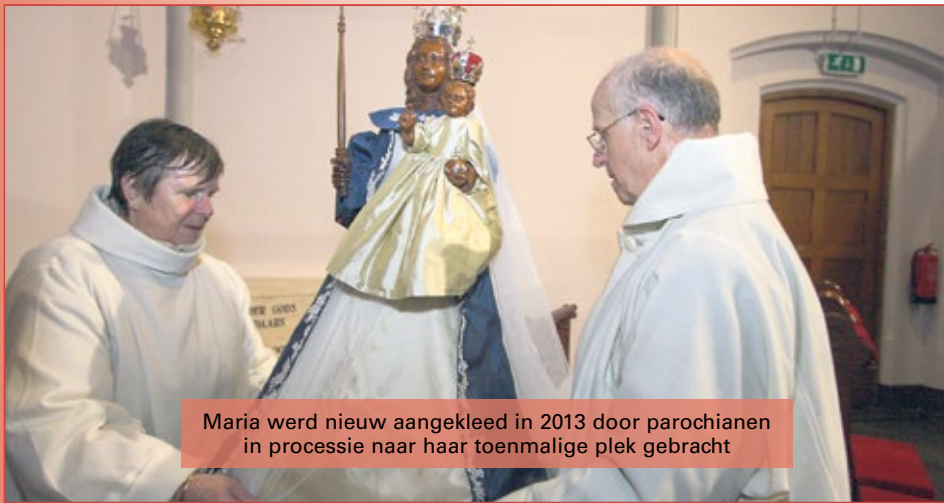 Maria werd nieuw aangekleed in 2013 door parochianen
in processie naar haar toenmalige plek gebracht